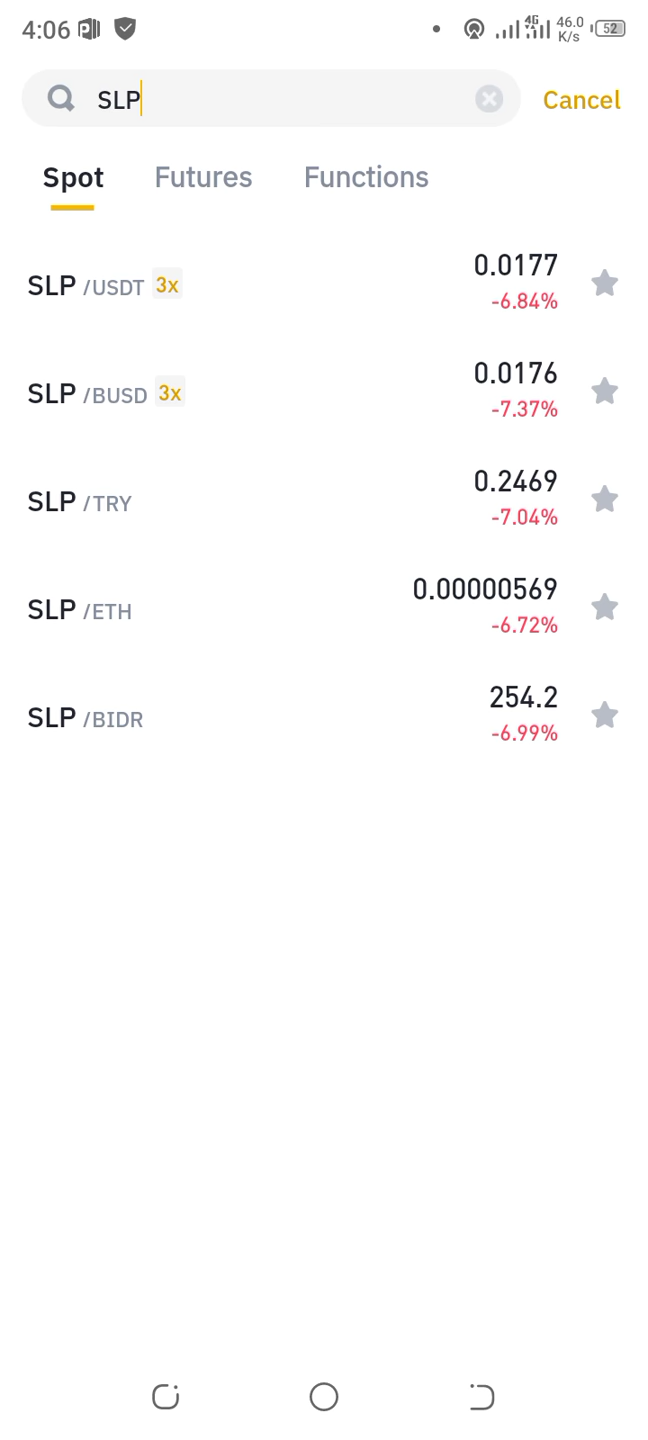 4:06 4G 46.0 K/s 52
SLP Cancel
Spot Futures Functions
SLP /USDT 3x 0.0177
-6.84%
SLP /BUSD 3x 0.0176
-7.37%
SLP /TRY 0.2469
-7.04%
SLP /ETH 0.00000569
-6.72%
SLP /BIDR 254.2
-6.99%